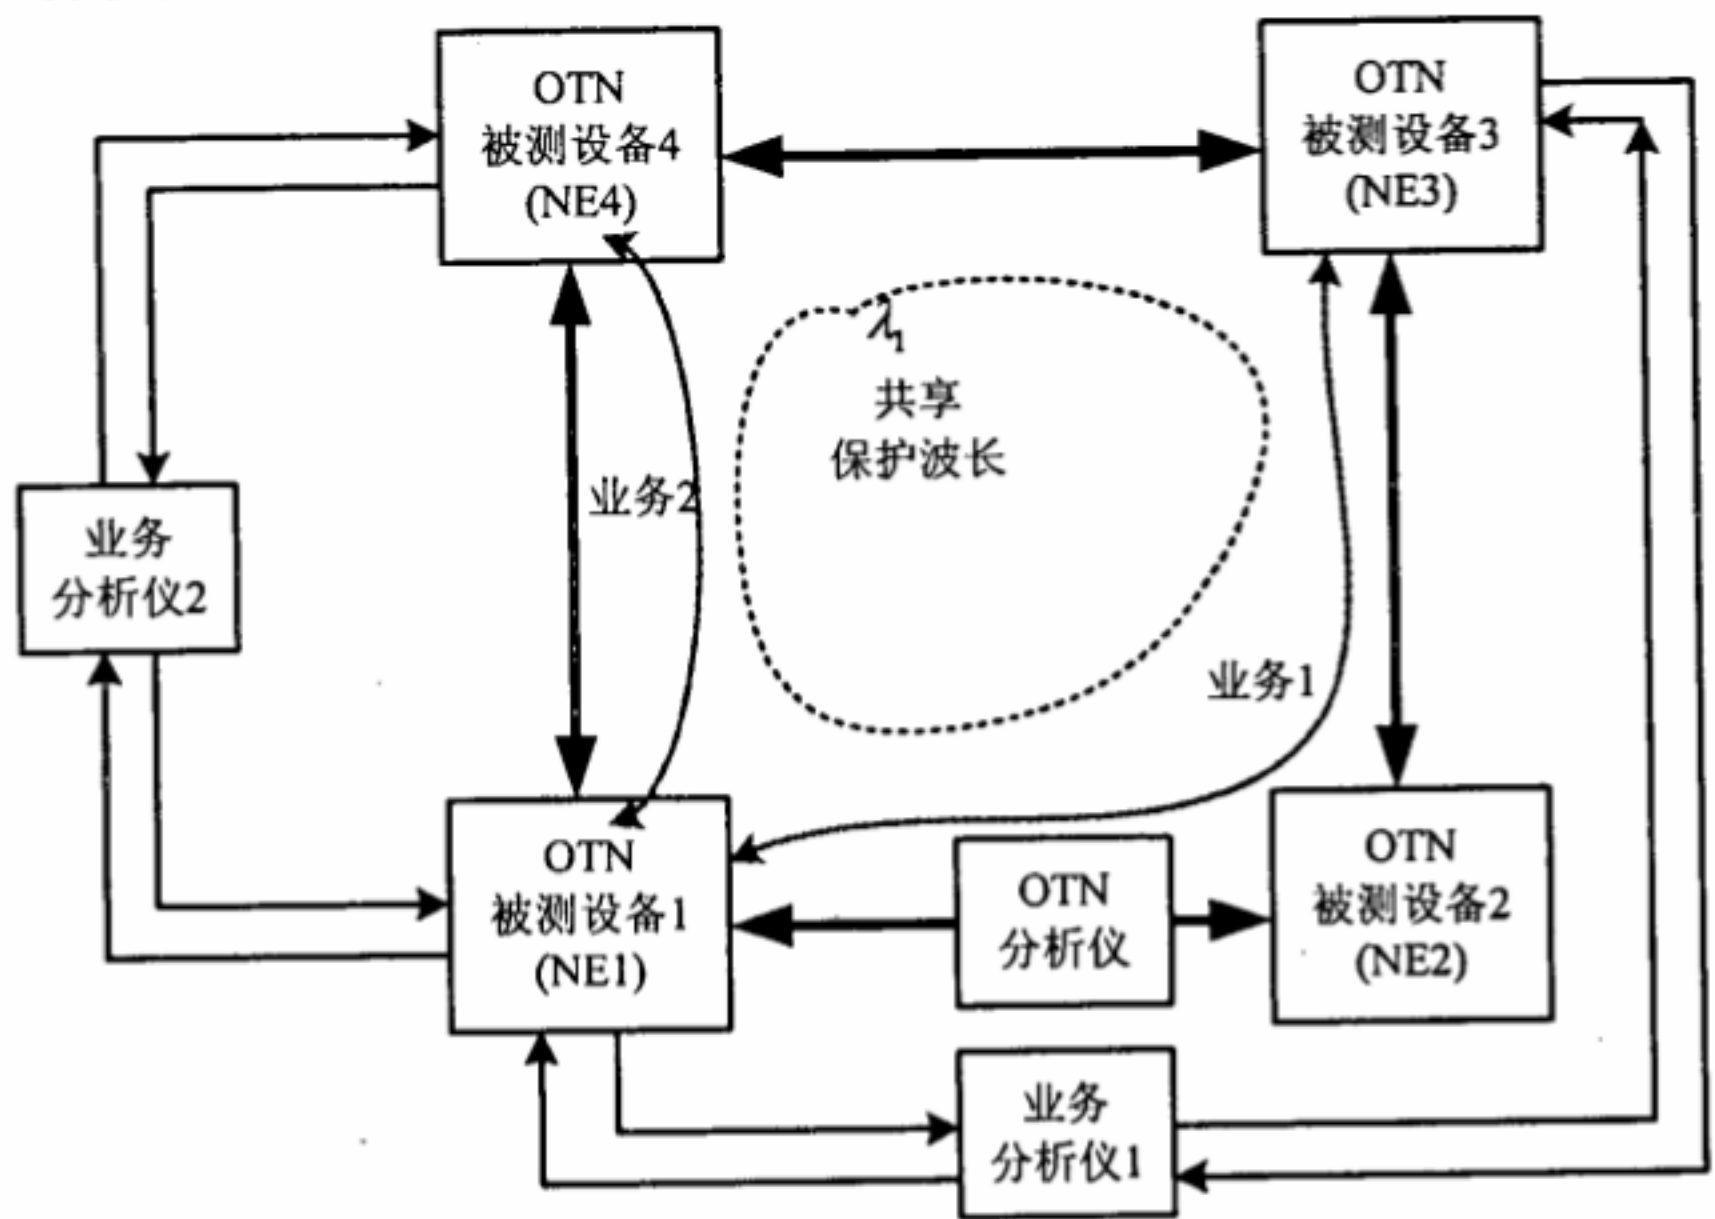 OTN
被测设备4
(NE4)
OTN
被测设备3
(NE3)
λ1
共享
保护波长
业务2
业务
分析仪2
业务1
OTN
被测设备1
(NE1)
OTN
分析仪
OTN
被测设备2
(NE2)
业务
分析仪1